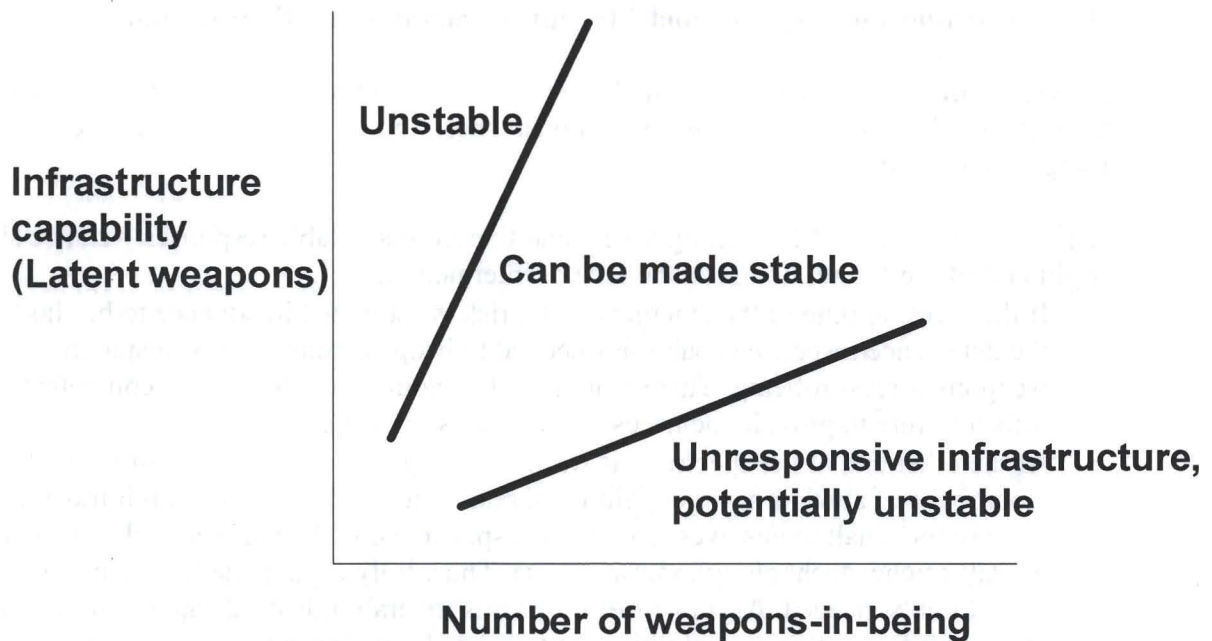 Unstable
Infrastructure
capability
(Latent weapons)
Can be made stable
Unresponsive infrastructure,
potentially unstable
Number of weapons-in-being